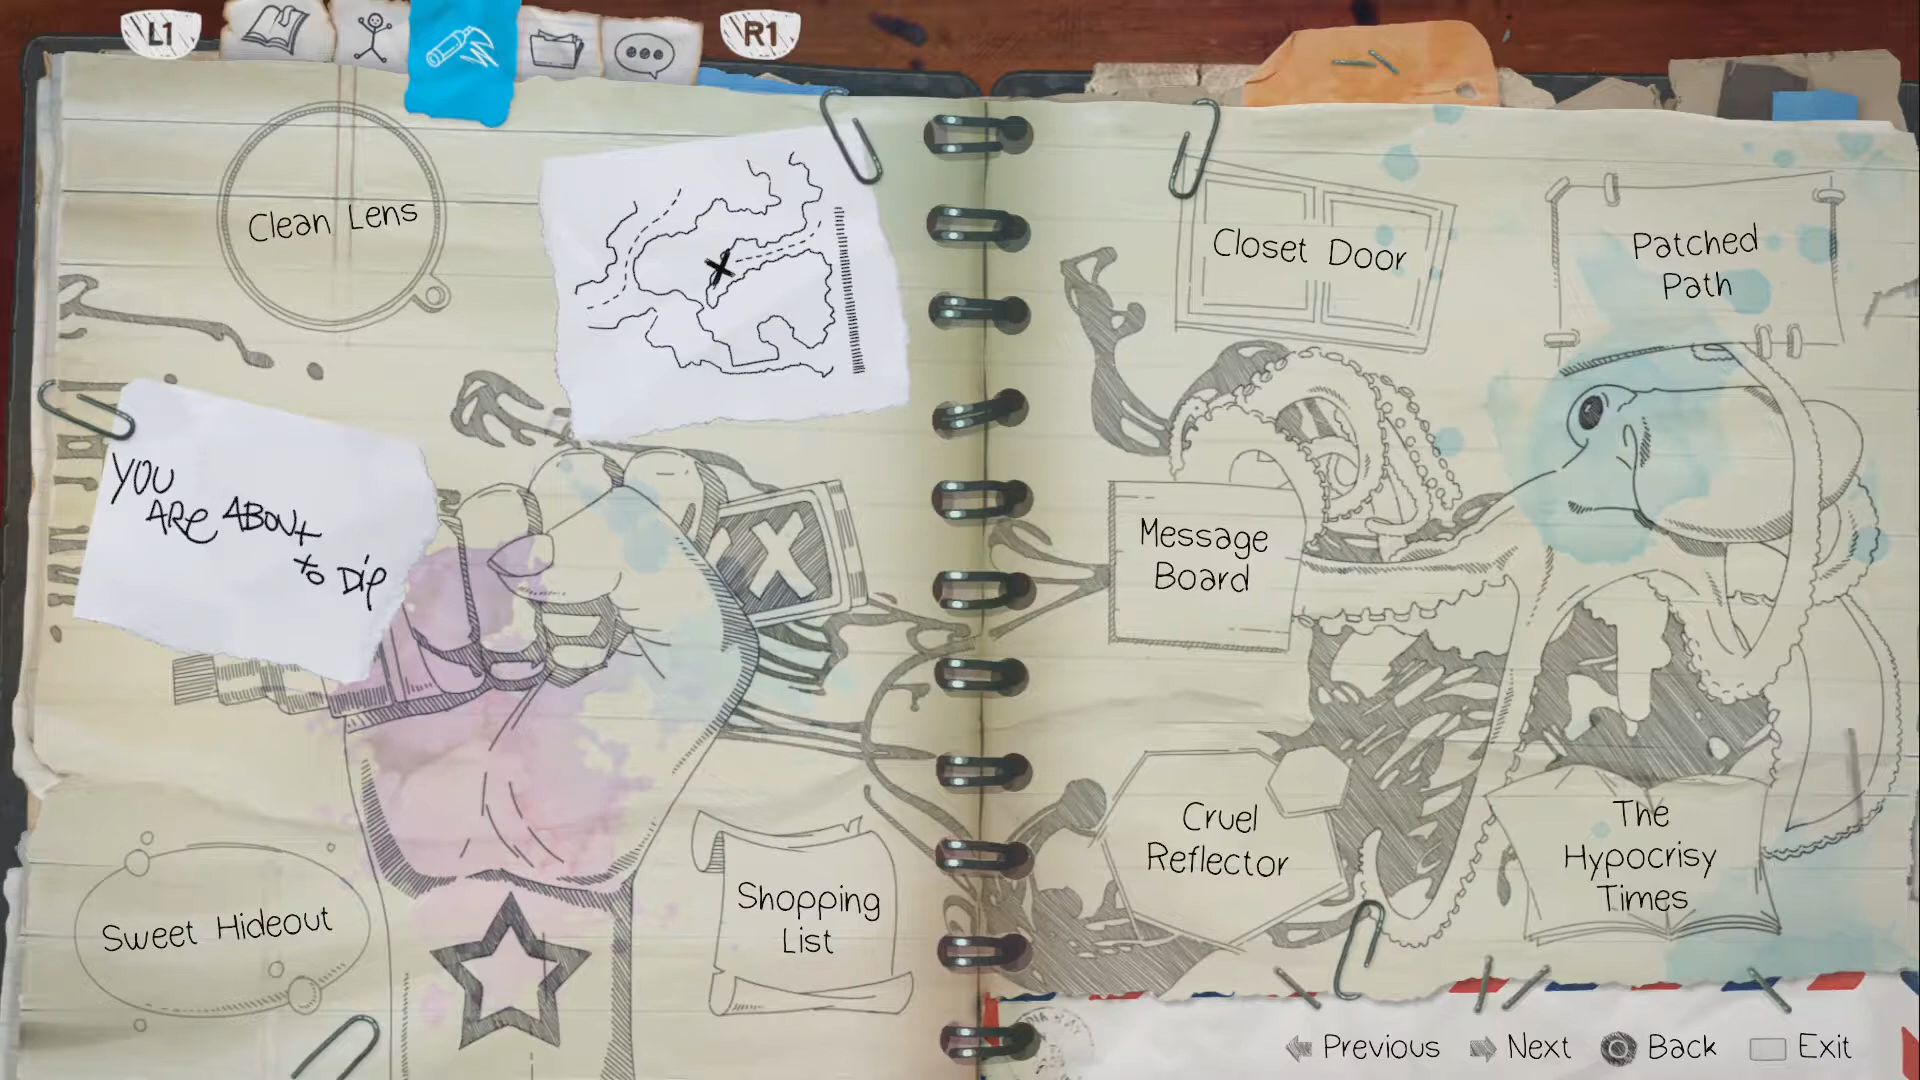 L1
R1
Clean Lens
YOU
ARE ABOUT
to Dip
Sweet Hideout
Shopping
List
Closet Door
Patched
Path
Message
Board
Cruel
Reflector
The
Hypocrisy
Times
Previous
Next
Back
Exit